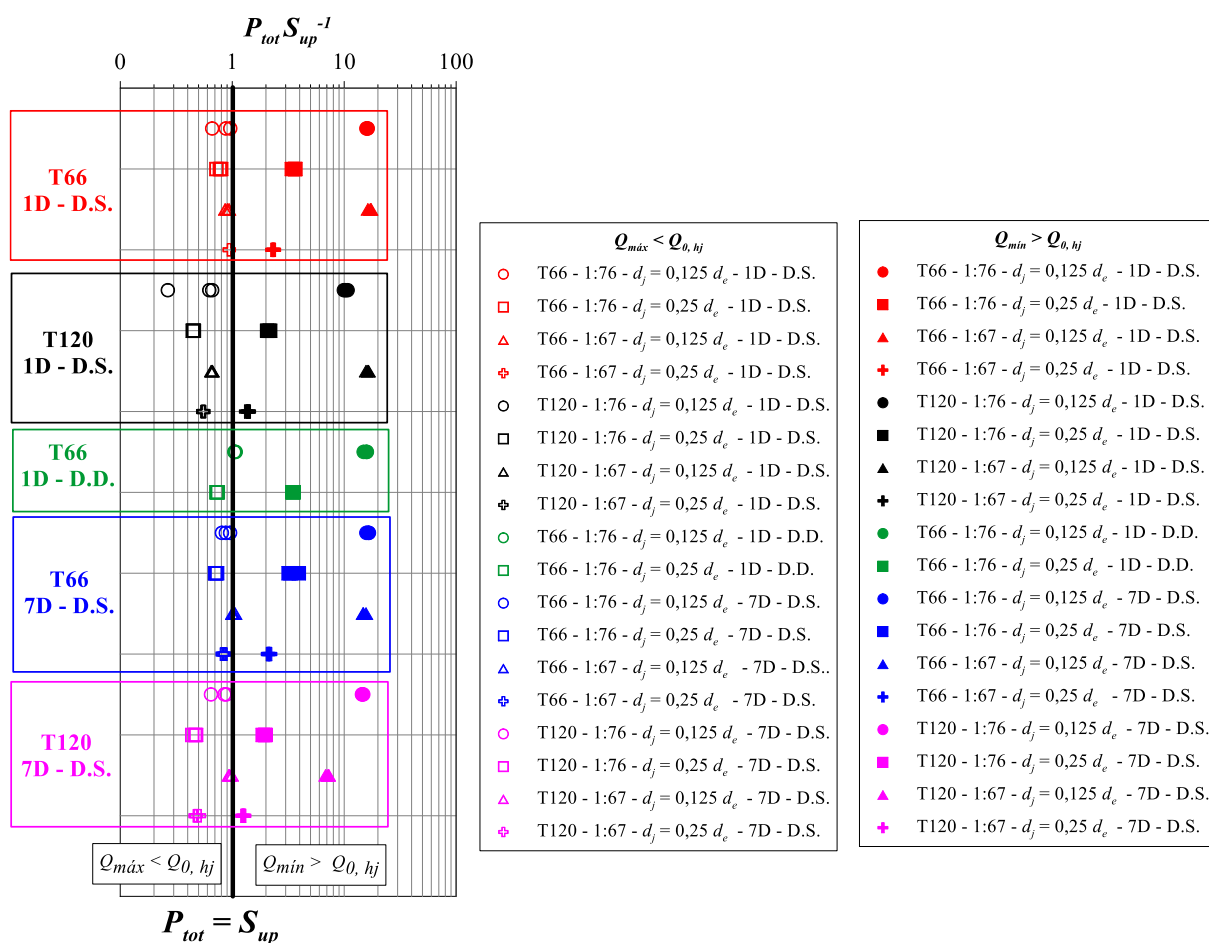 P_tot S_up^-1
0 1 10 100
T66
1D - D.S.
T120
1D - D.S.
T66
1D - D.D.
T66
7D - D.S.
T120
7D - D.S.
Q_máx < Q_0, hj
Q_mín > Q_0, hj
P_tot = S_up
Q_máx < Q_0, hj
T66 - 1:76 - d_j = 0,125 d_e - 1D - D.S.
T66 - 1:76 - d_j = 0,25 d_e - 1D - D.S.
T66 - 1:67 - d_j = 0,125 d_e - 1D - D.S.
T66 - 1:67 - d_j = 0,25 d_e - 1D - D.S.
T120 - 1:76 - d_j = 0,125 d_e - 1D - D.S.
T120 - 1:76 - d_j = 0,25 d_e - 1D - D.S.
T120 - 1:67 - d_j = 0,125 d_e - 1D - D.S.
T120 - 1:67 - d_j = 0,25 d_e - 1D - D.S.
T66 - 1:76 - d_j = 0,125 d_e - 1D - D.D.
T66 - 1:76 - d_j = 0,25 d_e - 1D - D.D.
T66 - 1:76 - d_j = 0,125 d_e - 7D - D.S.
T66 - 1:76 - d_j = 0,25 d_e - 7D - D.S.
T66 - 1:67 - d_j = 0,125 d_e - 7D - D.S..
T66 - 1:67 - d_j = 0,25 d_e - 7D - D.S.
T120 - 1:76 - d_j = 0,125 d_e - 7D - D.S.
T120 - 1:76 - d_j = 0,25 d_e - 7D - D.S.
T120 - 1:67 - d_j = 0,125 d_e - 7D - D.S.
T120 - 1:67 - d_j = 0,25 d_e - 7D - D.S.
Q_mín > Q_0, hj
T66 - 1:76 - d_j = 0,125 d_e - 1D - D.S.
T66 - 1:76 - d_j = 0,25 d_e - 1D - D.S.
T66 - 1:67 - d_j = 0,125 d_e - 1D - D.S.
T66 - 1:67 - d_j = 0,25 d_e - 1D - D.S.
T120 - 1:76 - d_j = 0,125 d_e - 1D - D.S.
T120 - 1:76 - d_j = 0,25 d_e - 1D - D.S.
T120 - 1:67 - d_j = 0,125 d_e - 1D - D.S.
T120 - 1:67 - d_j = 0,25 d_e - 1D - D.S.
T66 - 1:76 - d_j = 0,125 d_e - 1D - D.D.
T66 - 1:76 - d_j = 0,25 d_e - 1D - D.D.
T66 - 1:76 - d_j = 0,125 d_e - 7D - D.S.
T66 - 1:76 - d_j = 0,25 d_e - 7D - D.S.
T66 - 1:67 - d_j = 0,125 d_e - 7D - D.S..
T66 - 1:67 - d_j = 0,25 d_e - 7D - D.S.
T120 - 1:76 - d_j = 0,125 d_e - 7D - D.S.
T120 - 1:76 - d_j = 0,25 d_e - 7D - D.S.
T120 - 1:67 - d_j = 0,125 d_e - 7D - D.S.
T120 - 1:67 - d_j = 0,25 d_e - 7D - D.S.